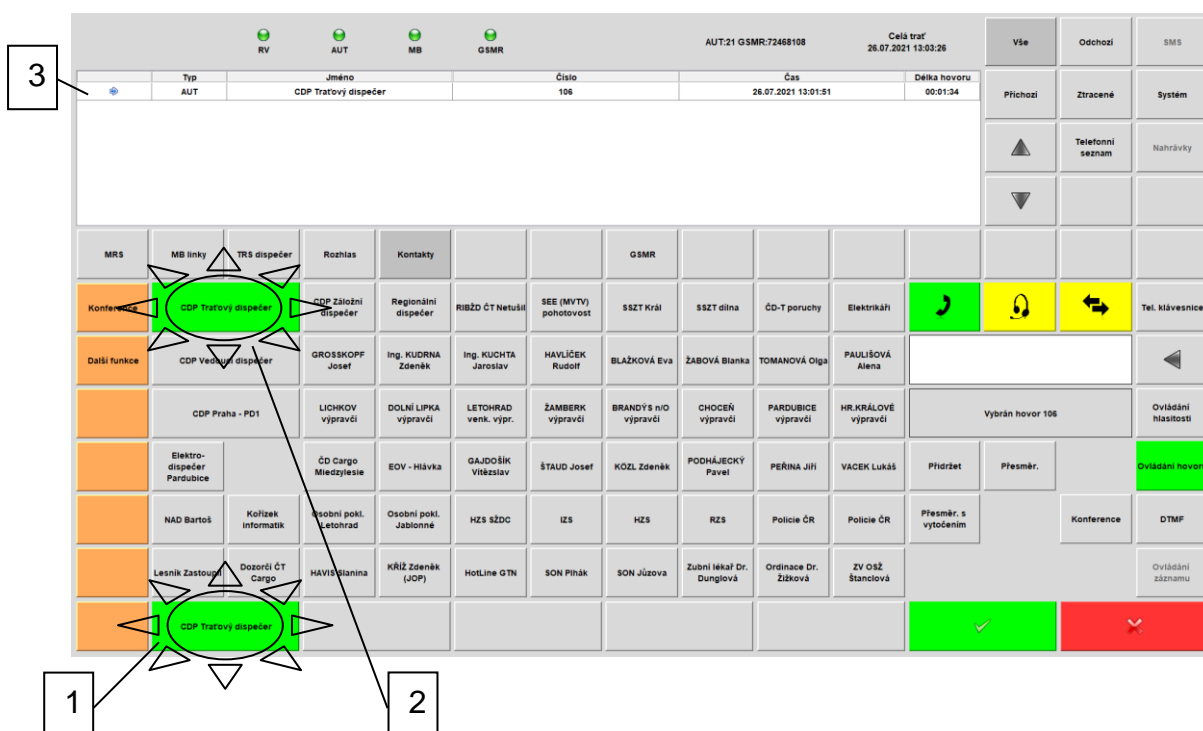 RV AUT MB GSMR AUT:21 GSMR:72468108 Celá trať
26.07.2021 13:03:26
Vše Odchozí SMS
3
Typ Jméno Číslo Čas Délka hovoru
AUT CDP Traťový dispečer 106 26.07.2021 13:01:51 00:01:34
Příchozí Ztracené Systém
Telefonní
seznam
Nahrávky
MRS MB linky TRS dispečer Rozhlas Kontakty GSMR
Konference CDP Traťový dispečer
CDP Záložní
dispečer
Regionální
dispečer
RIBŽD ČT Netušil
SEE (MVTV)
pohotovost
SSZT Král SSZT dílna ČD-T poruchy Elektrikáři Tel. klávesnice
Další funkce CDP Vedoucí dispečer
GROSSKOPF
Josef
Ing. KUDRNA
Zdeněk
Ing. KUCHTA
Jaroslav
HAVLÍČEK
Rudolf
BLAŽKOVÁ Eva ŽABOVÁ Blanka TOMANOVÁ Olga
PAULIŠOVÁ
Alena
CDP Praha - PD1
LICHKOV
výpravčí
DOLNÍ LIPKA
výpravčí
LETOHRAD
venk. výpr.
ŽAMBERK
výpravčí
BRANDÝS n/O
výpravčí
CHOCEŇ
výpravčí
PARDUBICE
výpravčí
HR.KRÁLOVÉ
výpravčí
Vybrán hovor 106
Ovládání
hlasitosti
Elektro-
dispečer
Pardubice
ČD Cargo
Miedzylesie
EOV - Hlávka
GAJDOŠÍK
Vítězslav
ŠTAUD Josef KÖZL Zdeněk
PODHÁJECKÝ
Pavel
PEŘINA Jiří VACEK Lukáš Přidržet Přesměr. Ovládání hovoru
NAD Bartoš
Kořízek
informatik
Osobní pokl.
Letohrad
Osobní pokl.
Jablonné
HZS SŽDC IZS HZS RZS Policie ČR Policie ČR
Přesměr. s
vytočením
Konference DTMF
Lesník Zastoupil
Dozorčí ČT
Cargo
HAVIS Slanina
KŘÍŽ Zdeněk
(JOP)
HotLine GTN SON Plhák SON Jůzova
Zubní lékař Dr.
Dunglová
Ordinace Dr.
Žižková
ZV OSŽ
Štanclová
Ovládání
záznamu
CDP Traťový dispečer
1 2